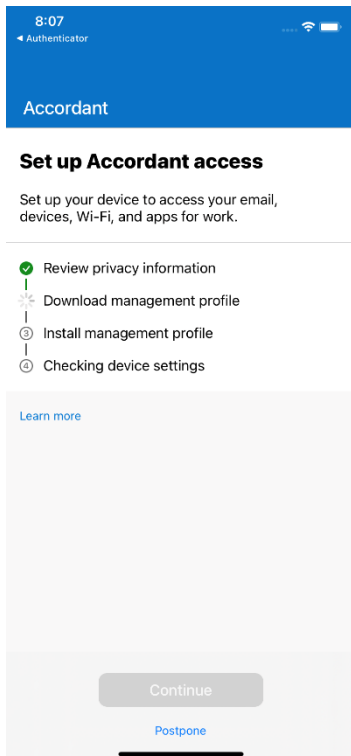 8:07
◀ Authenticator
Accordant
Set up Accordant access
Set up your device to access your email,
devices, Wi-Fi, and apps for work.
Review privacy information
Download management profile
3 Install management profile
4 Checking device settings
Learn more
Continue
Postpone